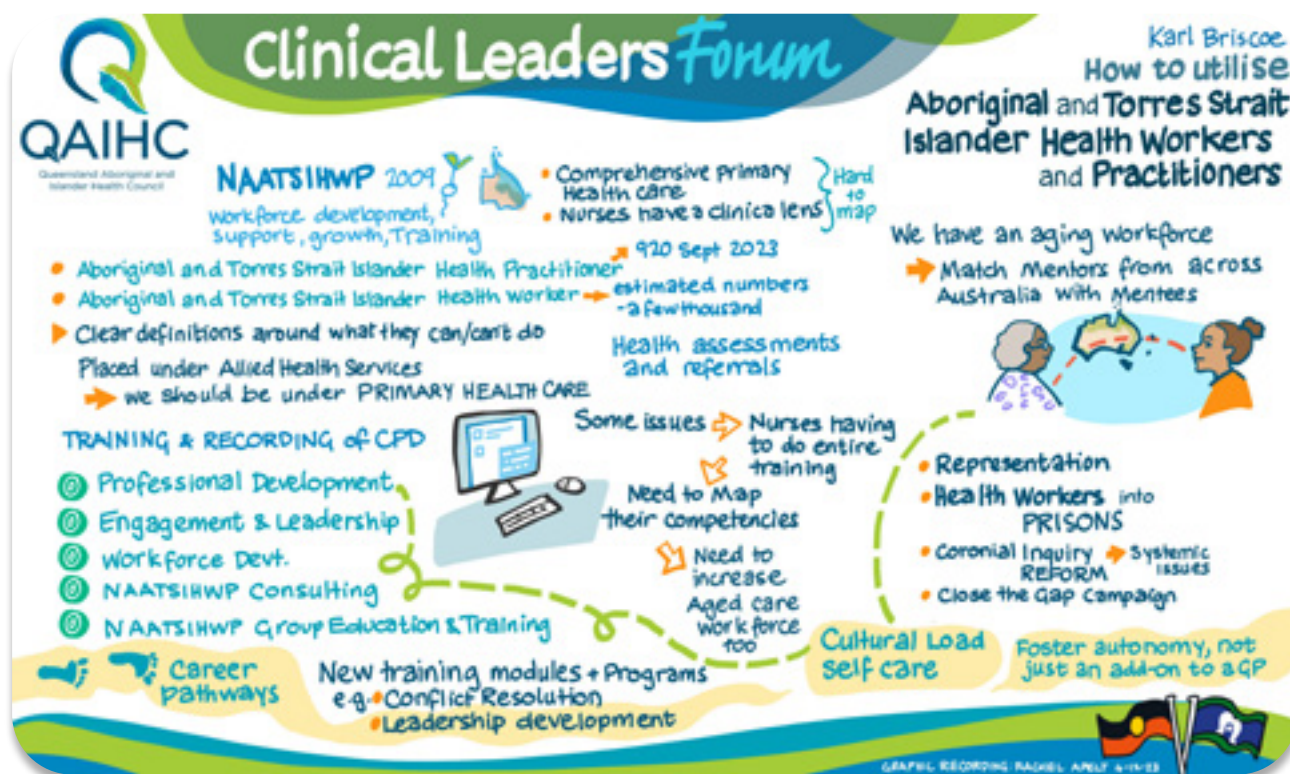 QAIHC
Queensland Aboriginal and
Islander Health Council
Clinical Leaders Forum
Karl Briscoe
How to utilise
Aboriginal and Torres Strait
Islander Health Workers
and Practitioners
NAATSIHWP 2009
workforce development,
support, growth, Training
• Comprehensive primary
Health care
• Nurses have a clinica lens
Hard
to
map
• Aboriginal and Torres Strait Islander Health Practitioner
920 Sept 2023
• Aboriginal and Torres Strait Islander Health Worker
estimated numbers
- a few thousand
Clear definitions around what they can/can't do
Placed under Allied Health Services
we should be under PRIMARY HEALTH CARE
Health assessments
and referrals
We have an aging workforce
Match Mentors from across
Australia with Mentees
TRAINING & RECORDING of CPD
Professional Development
Engagement & Leadership
Workforce Devt.
NAATSIHWP Consulting
NAATSIHWP Group Education & Training
Some issues
Nurses having
to do entire
training
Need to Map
their competencies
Need to
increase
Aged care
workforce
too
• Representation
• Health Workers into
PRISONS
• Coronial Inquiry
REFORM
Systemic
issues
• Close the Gap Campaign
Career
pathways
New training modules + Programs
e.g. • Conflict Resolution
• Leadership development
Cultural Load
self care
Foster autonomy, not
just an add-on to a GP
GRAPHIC RECORDING: RACHEL APELT